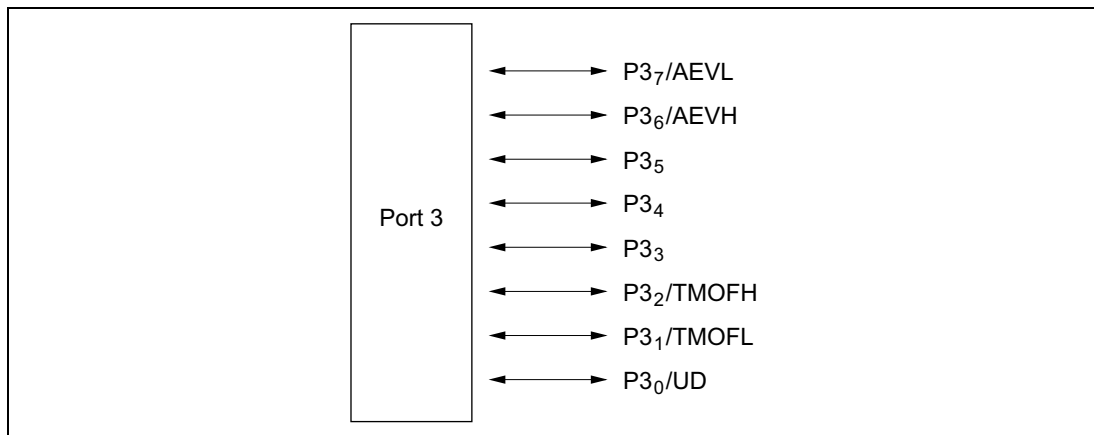 P3₇/AEVL
P3₆/AEVH
P3₅
P3₄
Port 3
P3₃
P3₂/TMOFH
P3₁/TMOFL
P3₀/UD